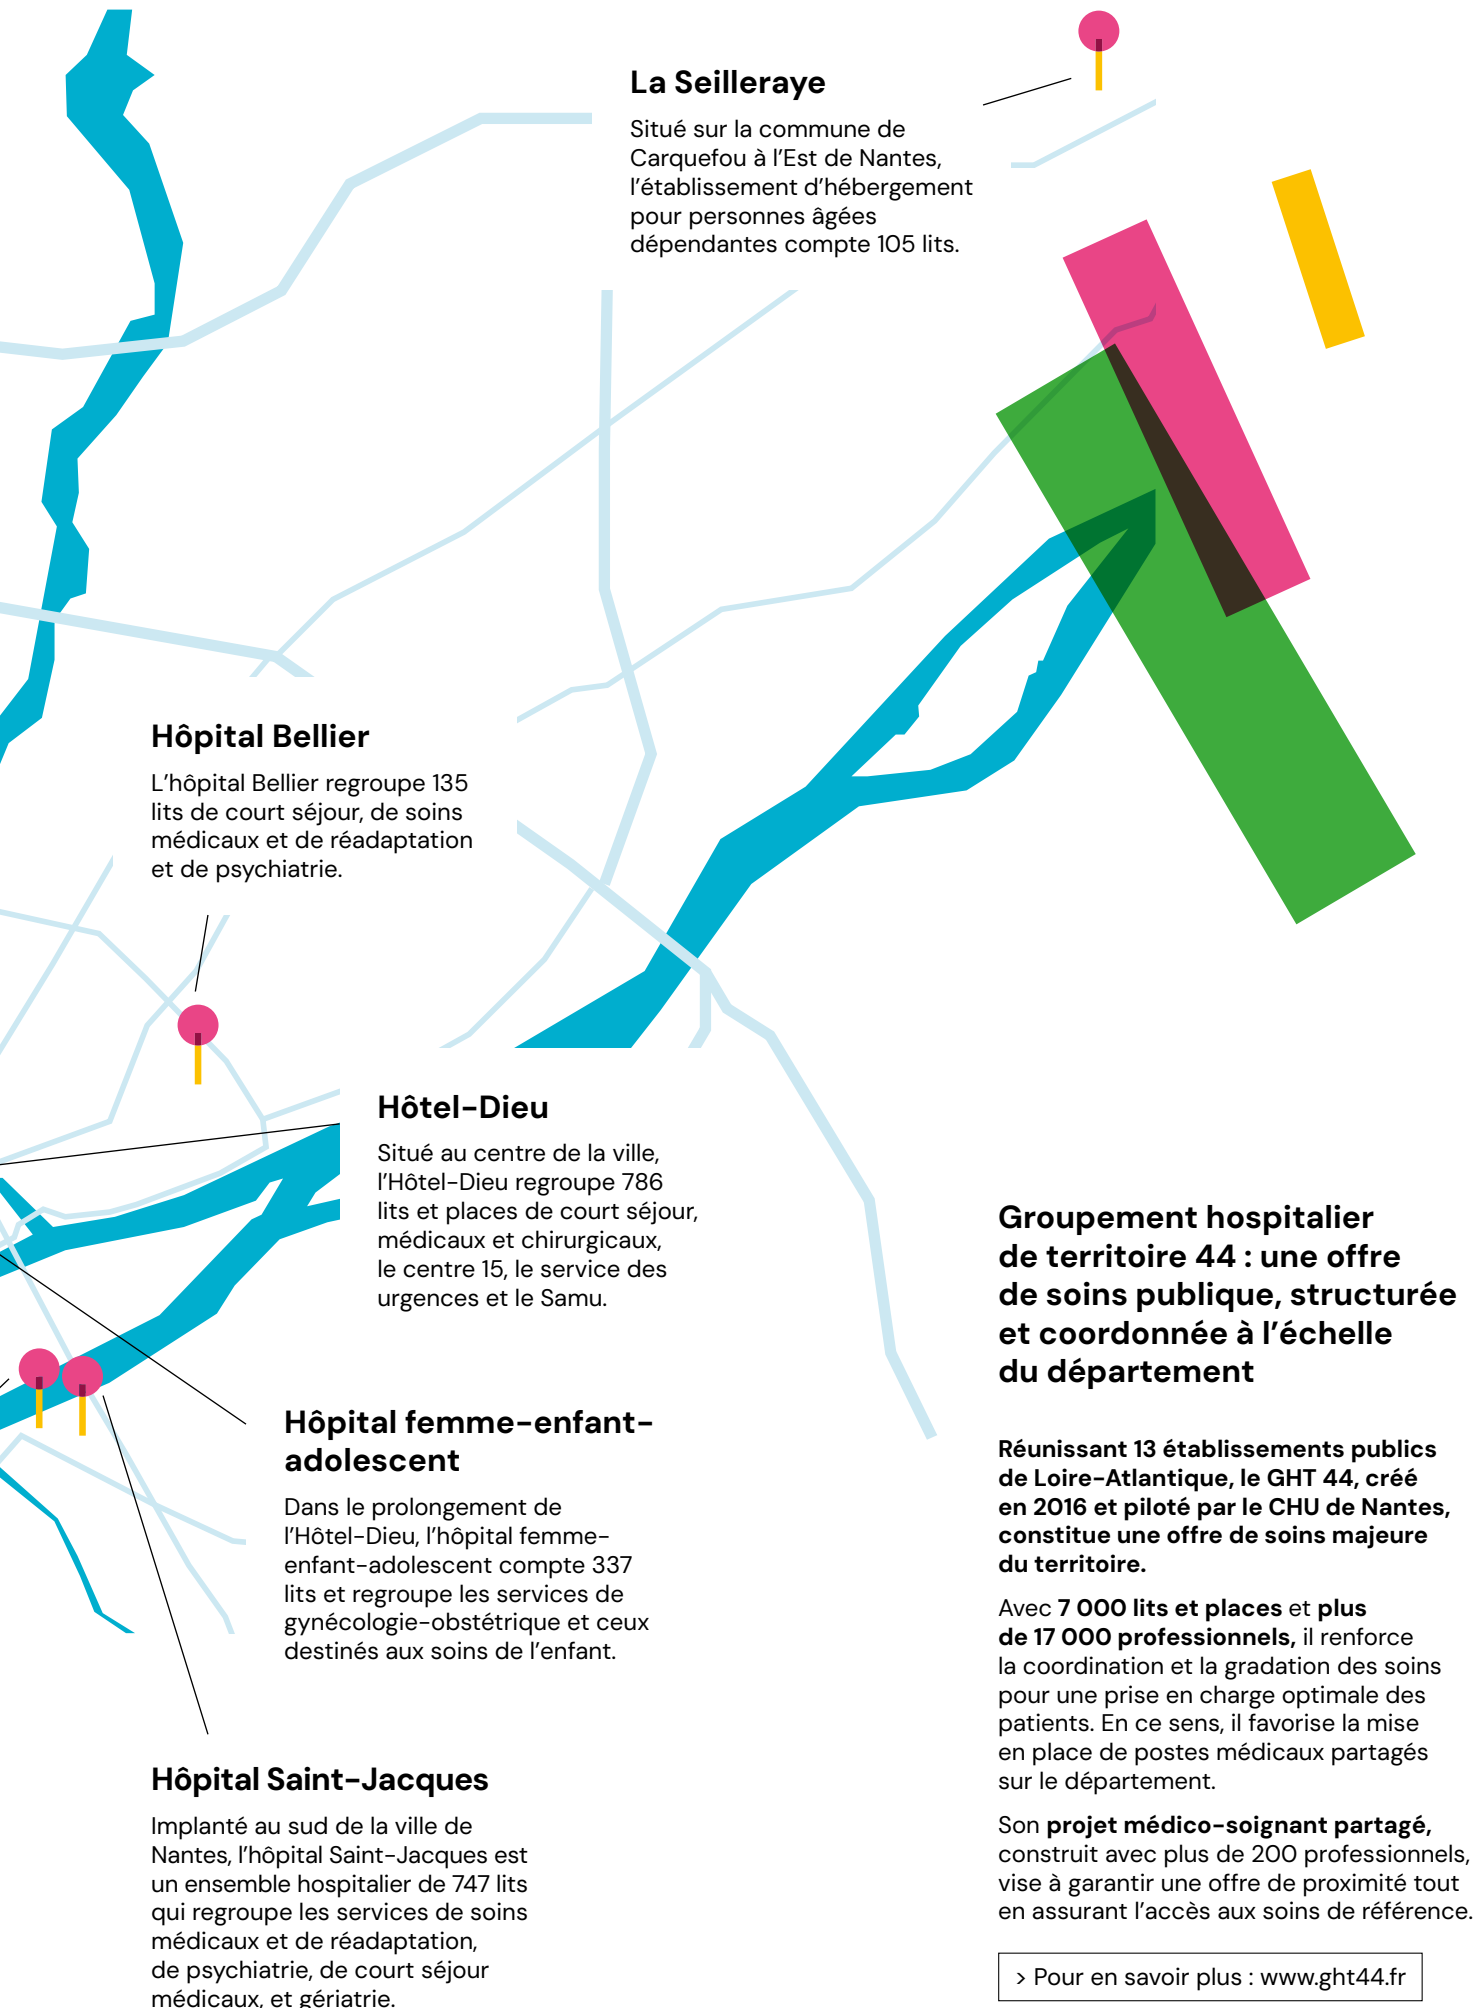 La Seilleraye
Situé sur la commune de
Carquefou à l'Est de Nantes,
l'établissement d'hébergement
pour personnes âgées
dépendantes compte 105 lits.
Hôpital Bellier
L'hôpital Bellier regroupe 135
lits de court séjour, de soins
médicaux et de réadaptation
et de psychiatrie.
Hôtel-Dieu
Situé au centre de la ville,
l'Hôtel-Dieu regroupe 786
lits et places de court séjour,
médicaux et chirurgicaux,
le centre 15, le service des
urgences et le Samu.
Hôpital femme-enfant-
adolescent
Dans le prolongement de
l'Hôtel-Dieu, l'hôpital femme-
enfant-adolescent compte 337
lits et regroupe les services de
gynécologie-obstétrique et ceux
destinés aux soins de l'enfant.
Hôpital Saint-Jacques
Implanté au sud de la ville de
Nantes, l'hôpital Saint-Jacques est
un ensemble hospitalier de 747 lits
qui regroupe les services de soins
médicaux et de réadaptation,
de psychiatrie, de court séjour
médicaux, et gériatrie.
Groupement hospitalier
de territoire 44 : une offre
de soins publique, structurée
et coordonnée à l'échelle
du département
Réunissant 13 établissements publics
de Loire-Atlantique, le GHT 44, créé
en 2016 et piloté par le CHU de Nantes,
constitue une offre de soins majeure
du territoire.
Avec 7 000 lits et places et plus
de 17 000 professionnels, il renforce
la coordination et la gradation des soins
pour une prise en charge optimale des
patients. En ce sens, il favorise la mise
en place de postes médicaux partagés
sur le département.
Son projet médico-soignant partagé,
construit avec plus de 200 professionnels,
vise à garantir une offre de proximité tout
en assurant l'accès aux soins de référence.
> Pour en savoir plus : www.ght44.fr